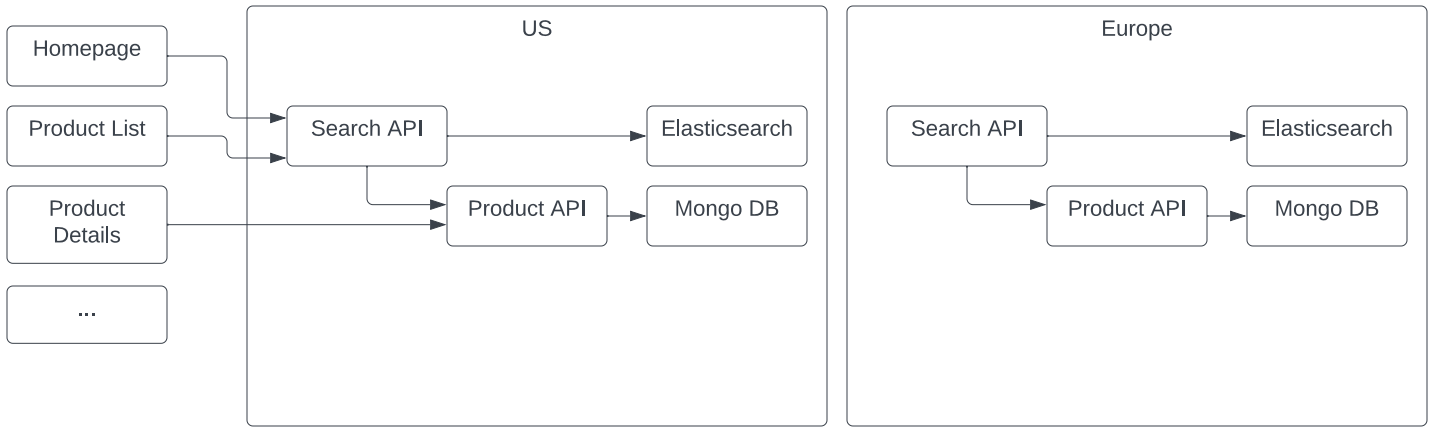 US
Europe
Homepage
Product List
Search API
Elasticsearch
Search API
Elasticsearch
Product
Details
Product API
Mongo DB
Product API
Mongo DB
...